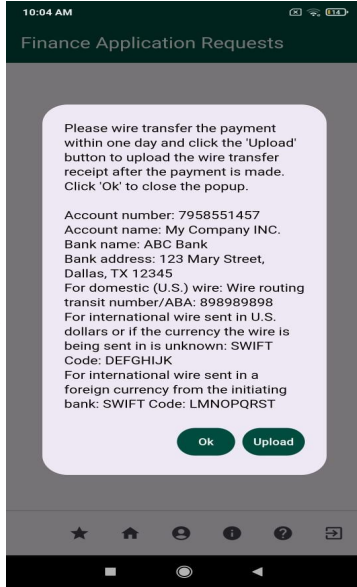 10:04 AM
114
Finance Application Requests
Please wire transfer the payment
within one day and click the 'Upload'
button to upload the wire transfer
receipt after the payment is made.
Click 'Ok' to close the popup.
Account number: 7958551457
Account name: My Company INC.
Bank name: ABC Bank
Bank address: 123 Mary Street,
Dallas, TX 12345
For domestic (U.S.) wire: Wire routing
transit number/ABA: 898989898
For international wire sent in U.S.
dollars or if the currency the wire is
being sent in is unknown: SWIFT
Code: DEFGHIJK
For international wire sent in a
foreign currency from the initiating
bank: SWIFT Code: LMNOPQRST
Ok Upload